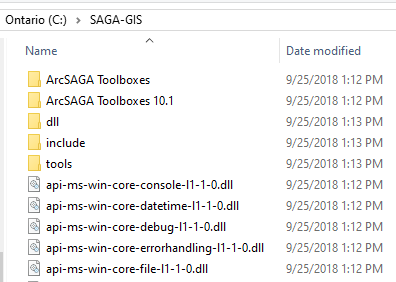 Ontario (C:) > SAGA-GIS
Name Date modified
ArcSAGA Toolboxes 9/25/2018 1:12 PM
ArcSAGA Toolboxes 10.1 9/25/2018 1:12 PM
dll 9/25/2018 1:13 PM
include 9/25/2018 1:13 PM
tools 9/25/2018 1:13 PM
api-ms-win-core-console-l1-1-0.dll 9/25/2018 1:12 PM
api-ms-win-core-datetime-l1-1-0.dll 9/25/2018 1:12 PM
api-ms-win-core-debug-l1-1-0.dll 9/25/2018 1:12 PM
api-ms-win-core-errorhandling-l1-1-0.dll 9/25/2018 1:12 PM
api-ms-win-core-file-l1-1-0.dll 9/25/2018 1:12 PM